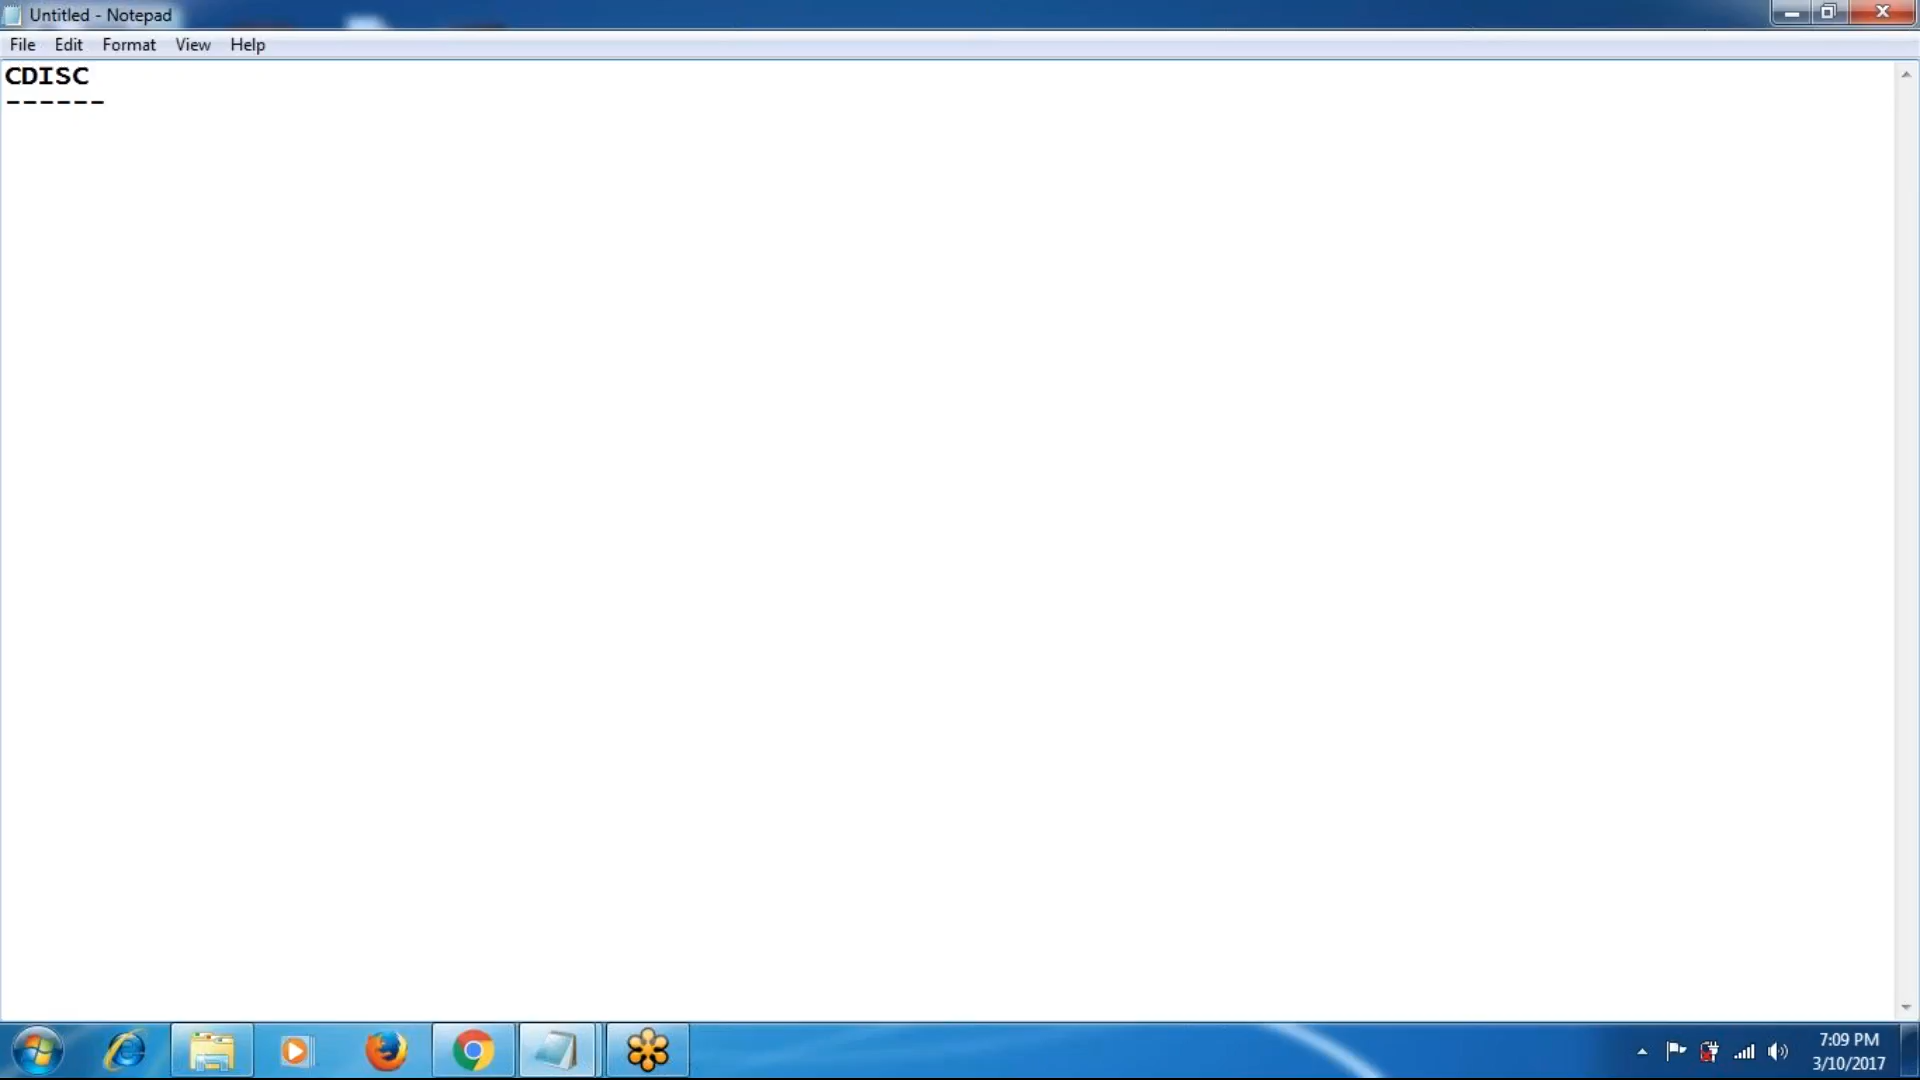 Untitled - Notepad
File Edit Format View Help
CDISC
------
7:09 PM
3/10/2017